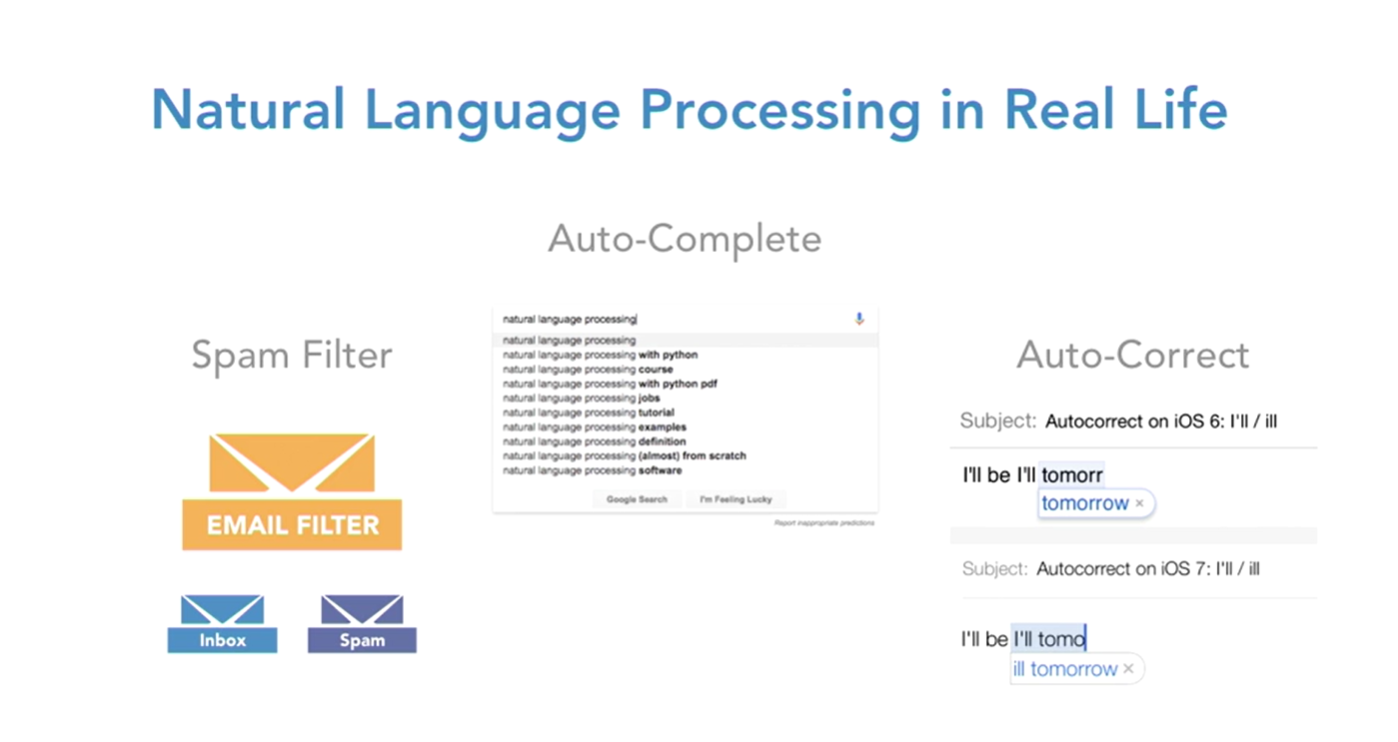 Natural Language Processing in Real Life
Auto-Complete
Spam Filter
EMAIL FILTER
Inbox
Spam
natural language processing
natural language processing
natural language processing with python
natural language processing course
natural language processing with python pdf
natural language processing jobs
natural language processing tutorial
natural language processing examples
natural language processing definition
natural language processing (almost) from scratch
natural language processing software
Google Search
I'm Feeling Lucky
Report inappropriate predictions
Auto-Correct
Subject: Autocorrect on iOS 6: I'll / ill
I'll be I'll tomorr
tomorrow ×
Subject: Autocorrect on iOS 7: I'll / ill
I'll be I'll tomo
ill tomorrow ×